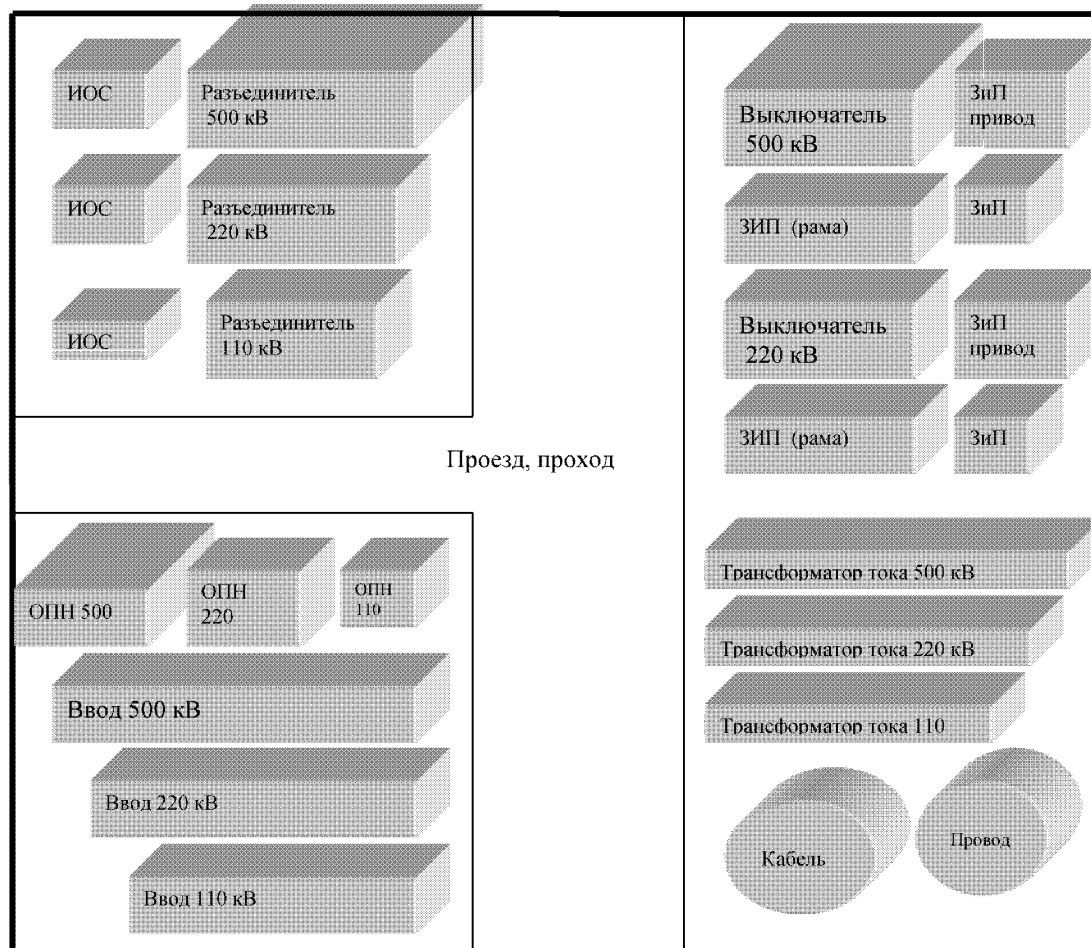 ИОС
Разъединитель
500 кВ
ИОС
Разъединитель
220 кВ
ИОС
Разъединитель
110 кВ
Выключатель
500 кВ
ЗиП
привод
ЗИП (рама)
ЗиП
Выключатель
220 кВ
ЗиП
привод
ЗИП (рама)
ЗиП
Проезд, проход
ОПН 500
ОПН
220
ОПН
110
Ввод 500 кВ
Ввод 220 кВ
Ввод 110 кВ
Трансформатор тока 500 кВ
Трансформатор тока 220 кВ
Трансформатор тока 110
Кабель
Провод